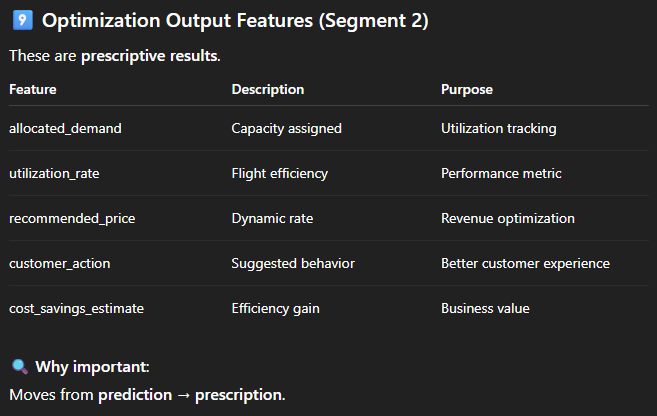 9 Optimization Output Features (Segment 2)
These are prescriptive results.
Feature Description Purpose
allocated_demand Capacity assigned Utilization tracking
utilization_rate Flight efficiency Performance metric
recommended_price Dynamic rate Revenue optimization
customer_action Suggested behavior Better customer experience
cost_savings_estimate Efficiency gain Business value
Why important:
Moves from prediction → prescription.